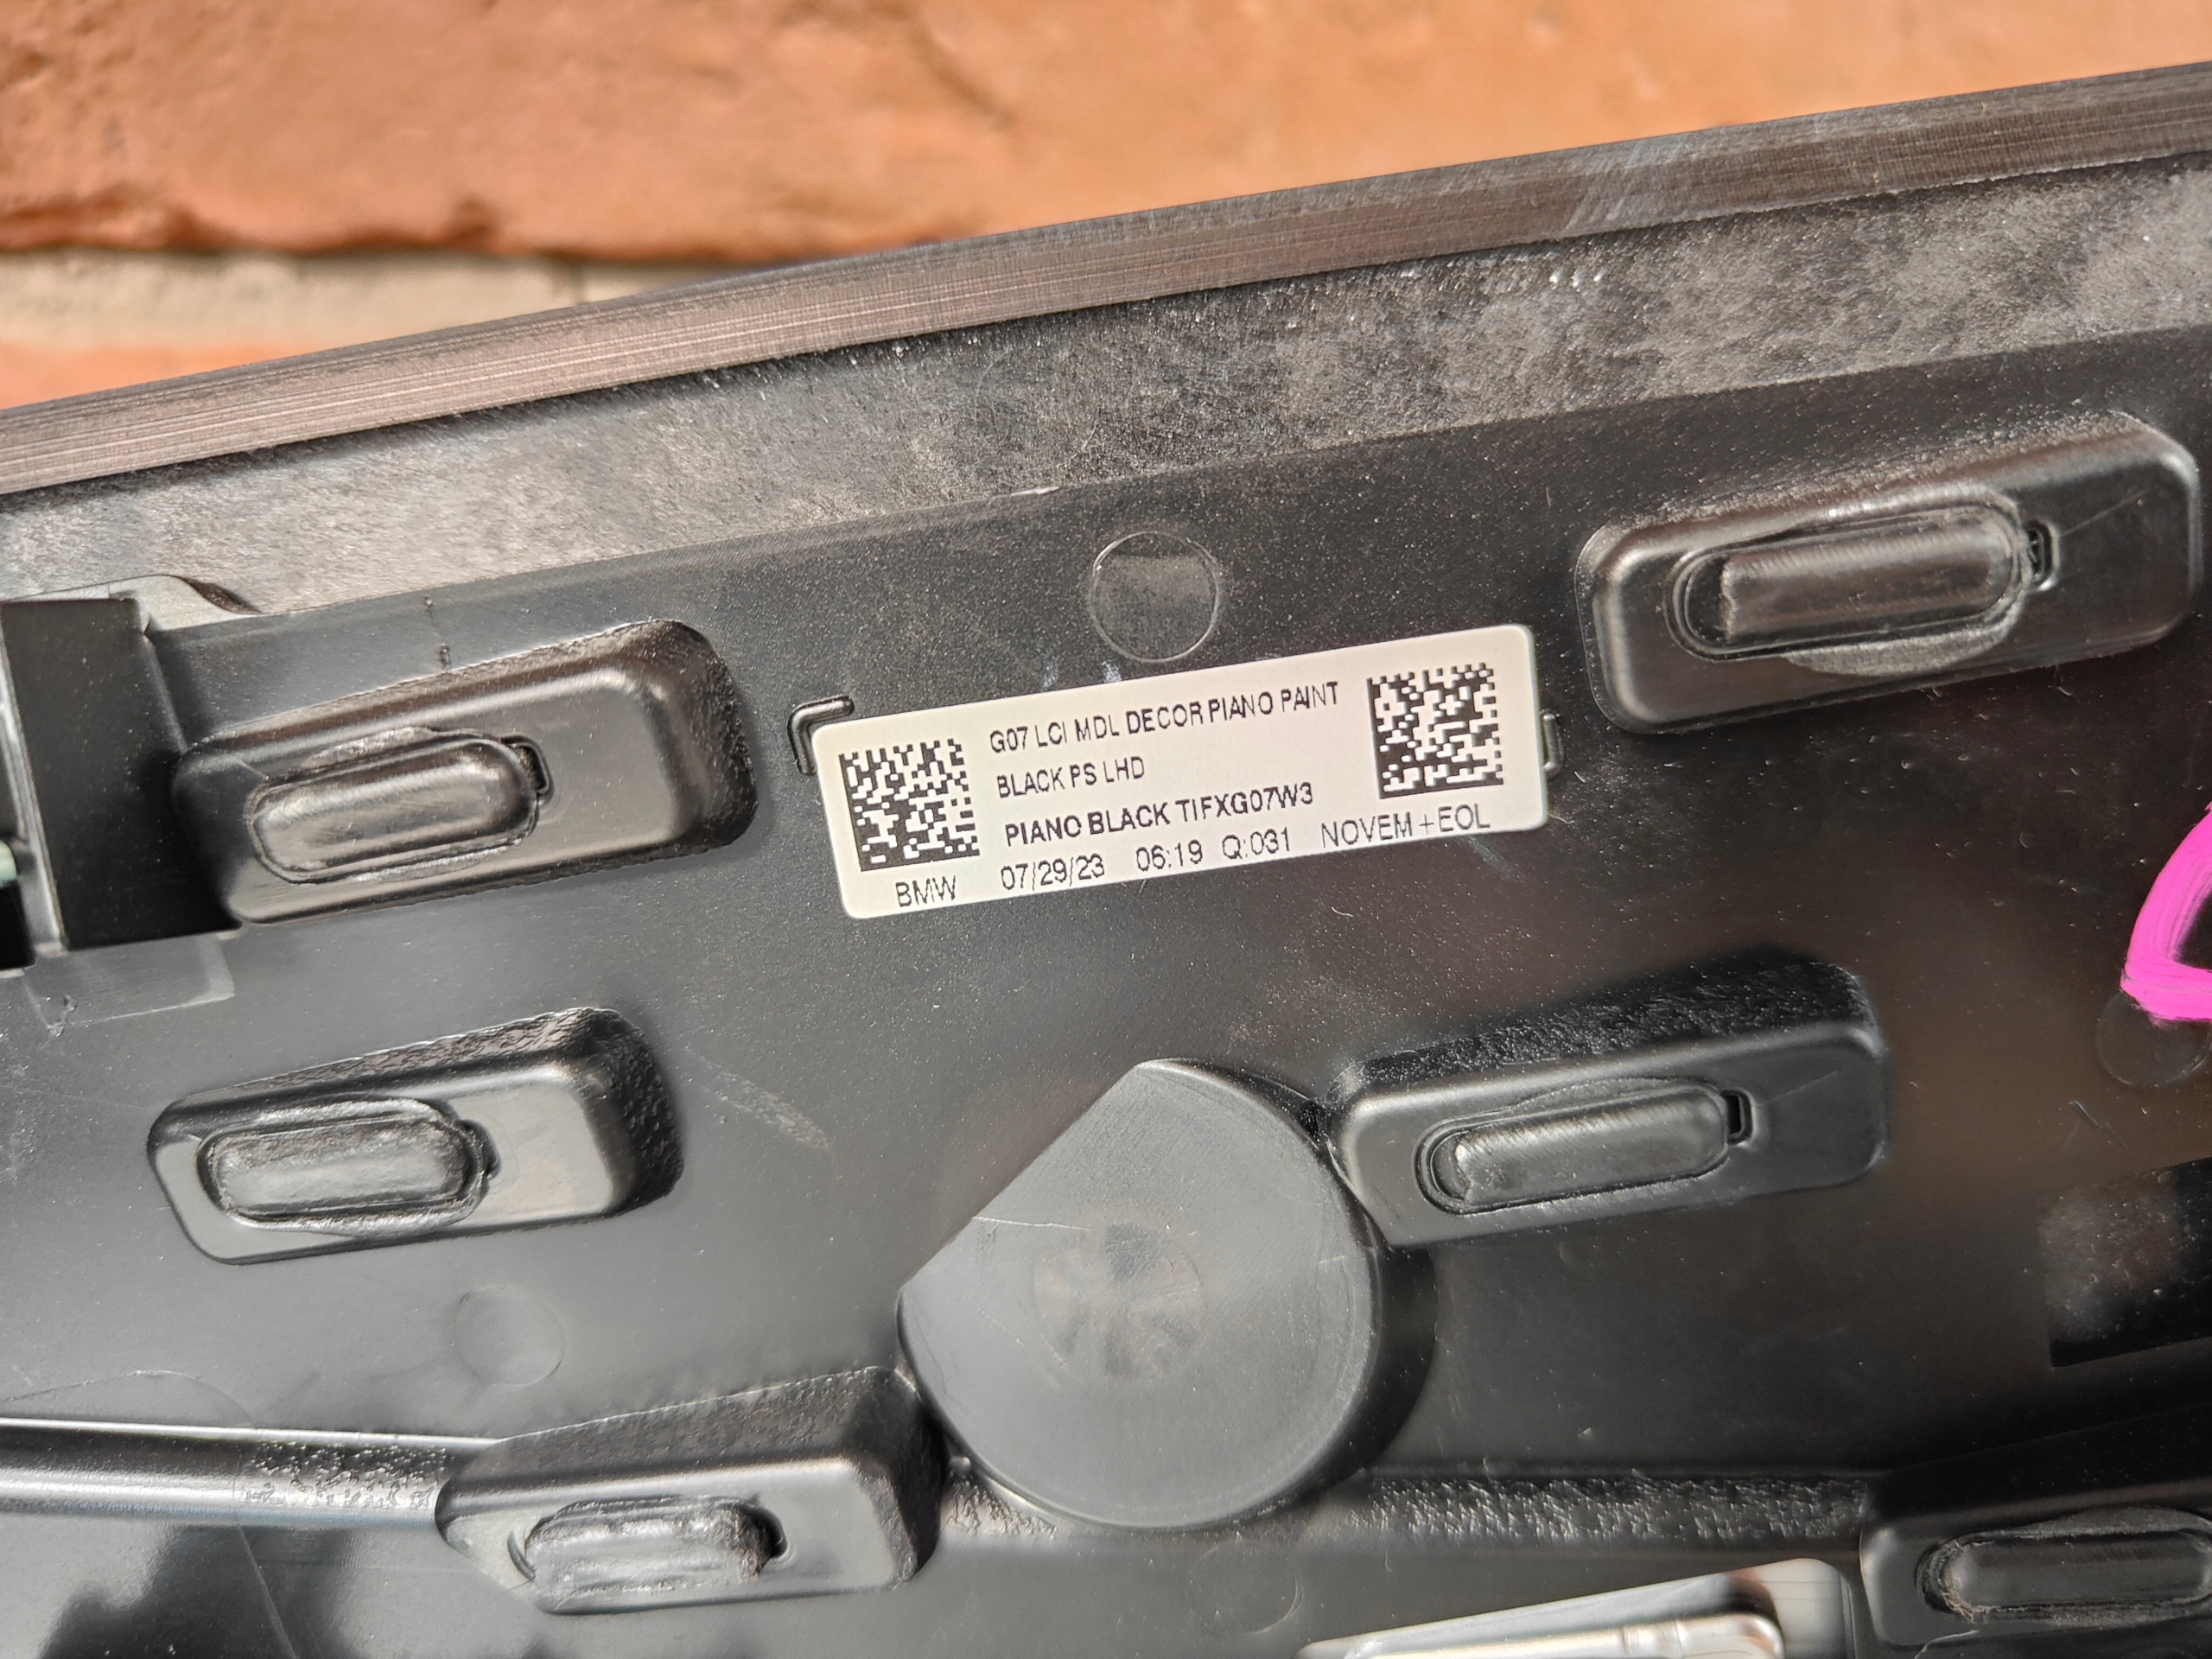 G07 LCI MDL DECOR PIANO PAINT
BLACK PS LHD
PIANO BLACK TIFXG07W3
07/29/23 06:19 Q:031 NOVEM+EOL
BMW